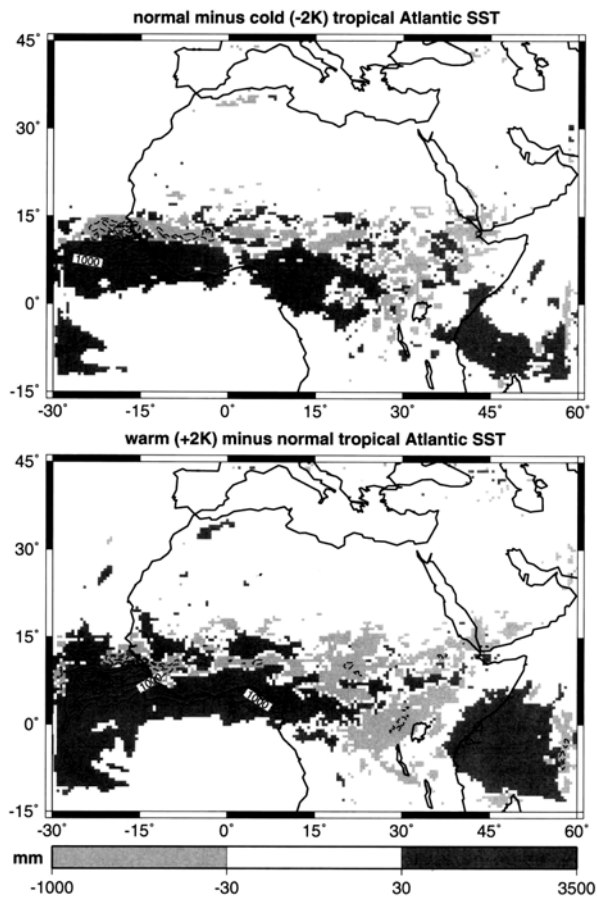 normal minus cold (-2K) tropical Atlantic SST
45°
30°
15°
1000
0°
-15°
-30° -15° 0° 15° 30° 45° 60°
warm (+2K) minus normal tropical Atlantic SST
45°
30°
15°
1000
1000
0°
-15°
-30° -15° 0° 15° 30° 45° 60°
mm
-1000 -30 30 3500